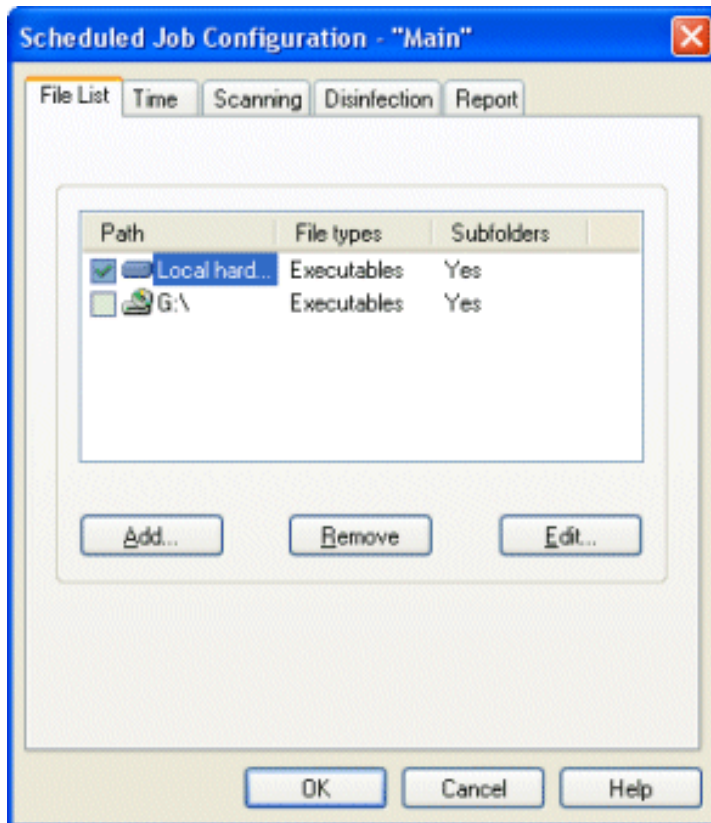 Scheduled Job Configuration - "Main"
File List Time Scanning Disinfection Report
Path File types Subfolders
Local hard... Executables Yes
G:\ Executables Yes
Add... Remove Edit...
OK Cancel Help